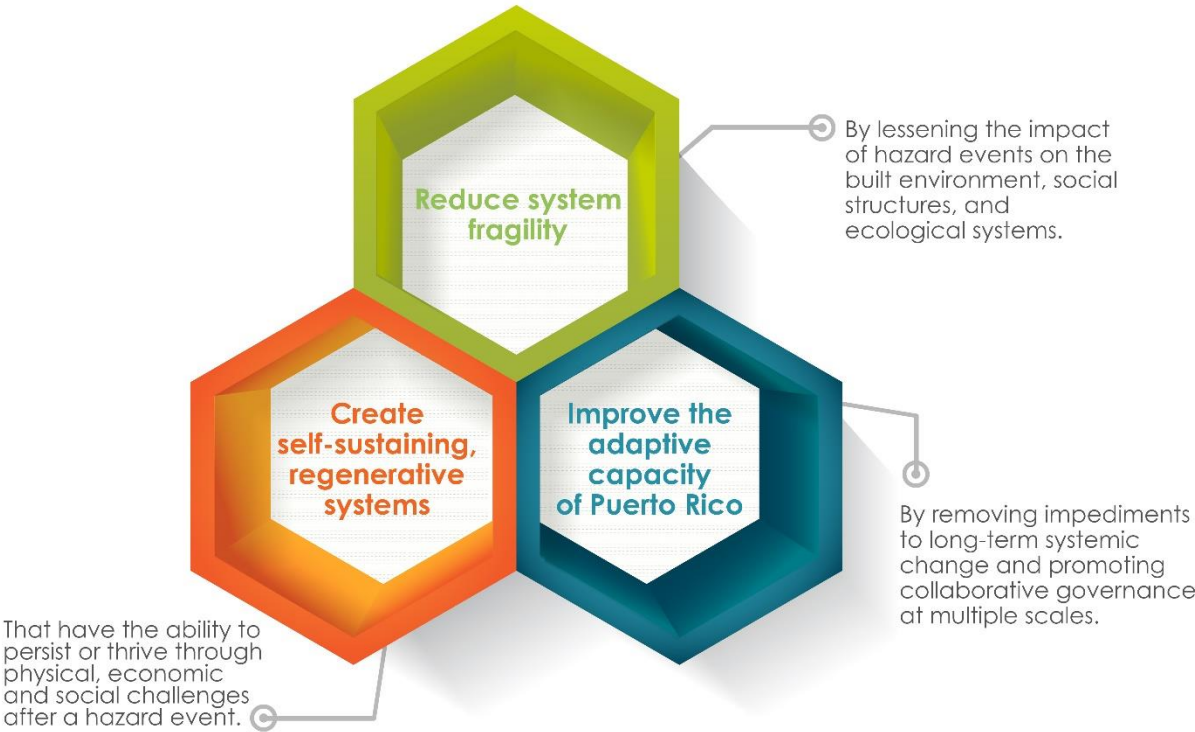 Reduce system
fragility
By lessening the impact
of hazard events on the
built environment, social
structures, and
ecological systems.
Create
self-sustaining,
regenerative
systems
Improve the
adaptive
capacity
of Puerto Rico
By removing impediments
to long-term systemic
change and promoting
collaborative governance
at multiple scales.
That have the ability to
persist or thrive through
physical, economic
and social challenges
after a hazard event.